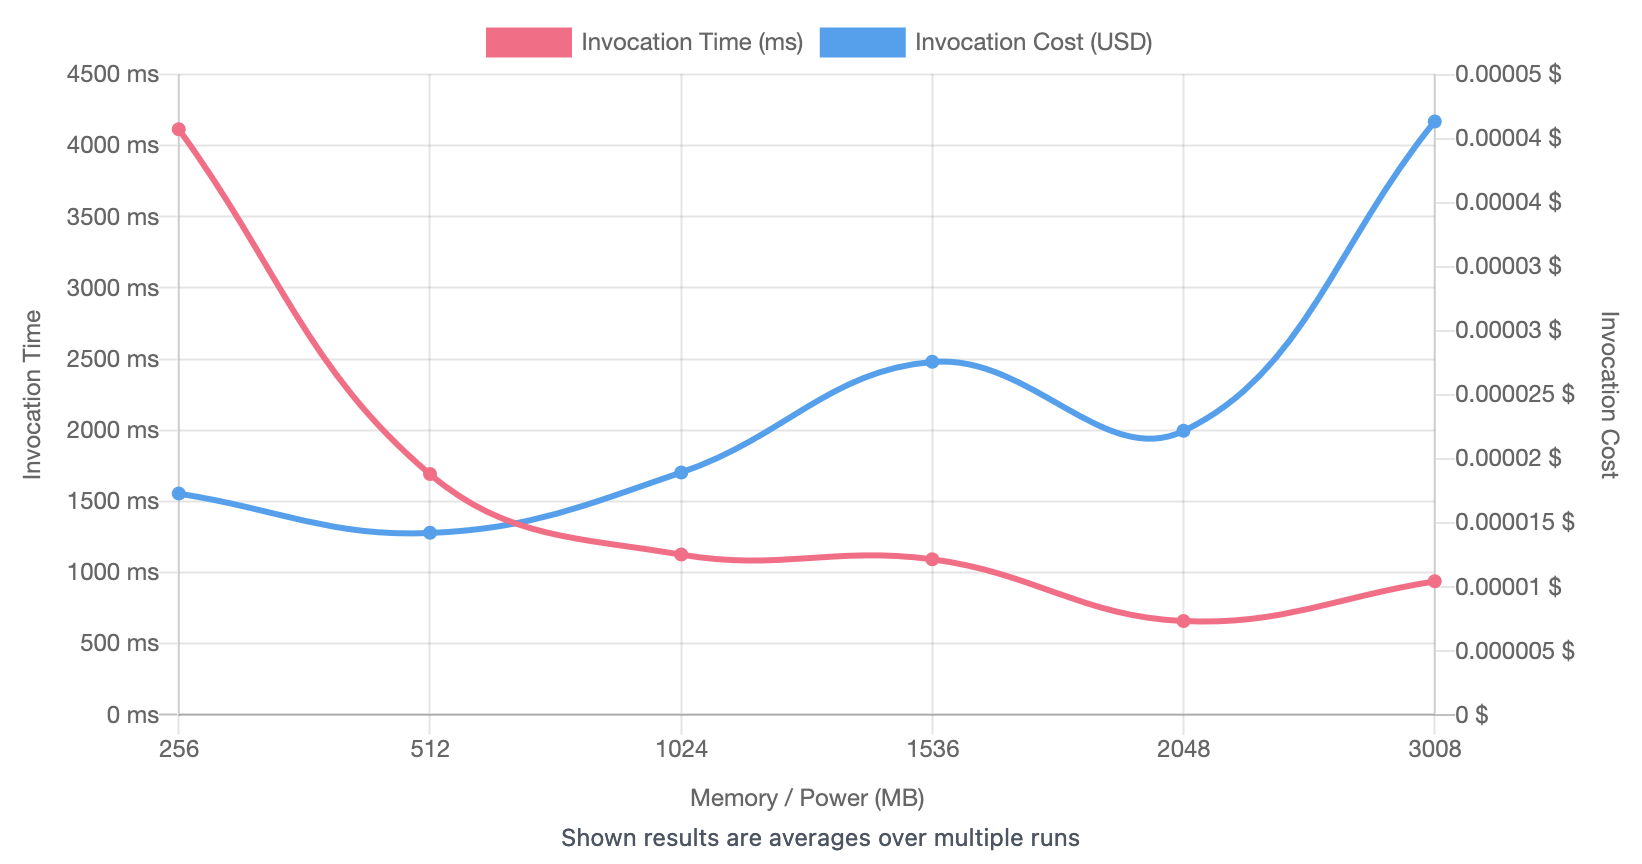 Invocation Time (ms) Invocation Cost (USD)
4500 ms
4000 ms
3500 ms
3000 ms
2500 ms
2000 ms
1500 ms
1000 ms
500 ms
0 ms
Invocation Time
0.00005 $
0.00004 $
0.00004 $
0.00003 $
0.00003 $
0.000025 $
0.00002 $
0.000015 $
0.00001 $
0.000005 $
0 $
Invocation Cost
256 512 1024 1536 2048 3008
Memory / Power (MB)
Shown results are averages over multiple runs